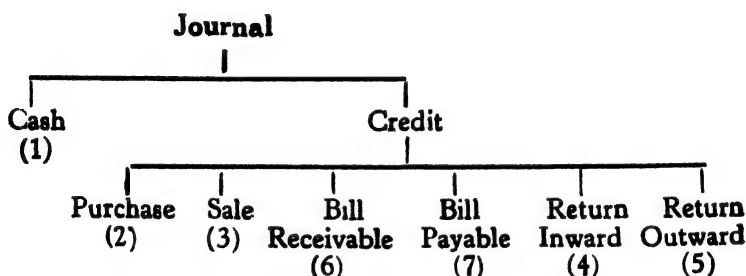 Journal
Cash Credit
(1)
Purchase Sale Bill Bill Return Return
(2) (3) Receivable Payable Inward Outward
(6) (7) (4) (5)